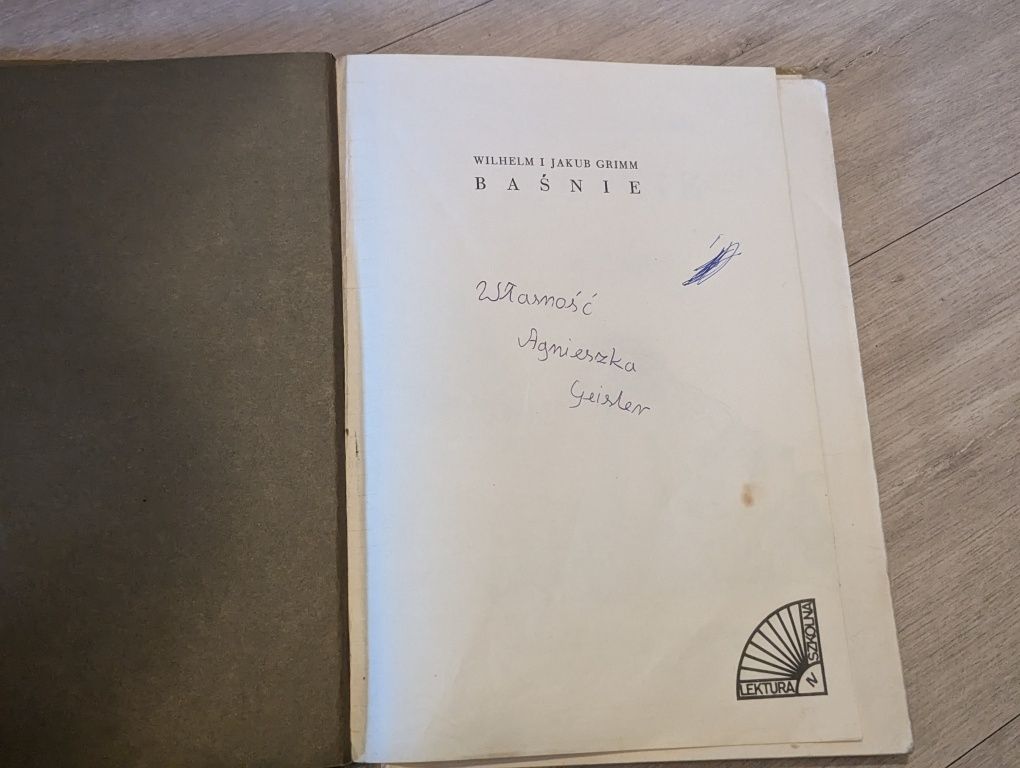 WILHELM I JAKUB GRIMM
BAŚNIE
Własność
Agnieszka
Geisler
LEKTURA
SZKOLNA